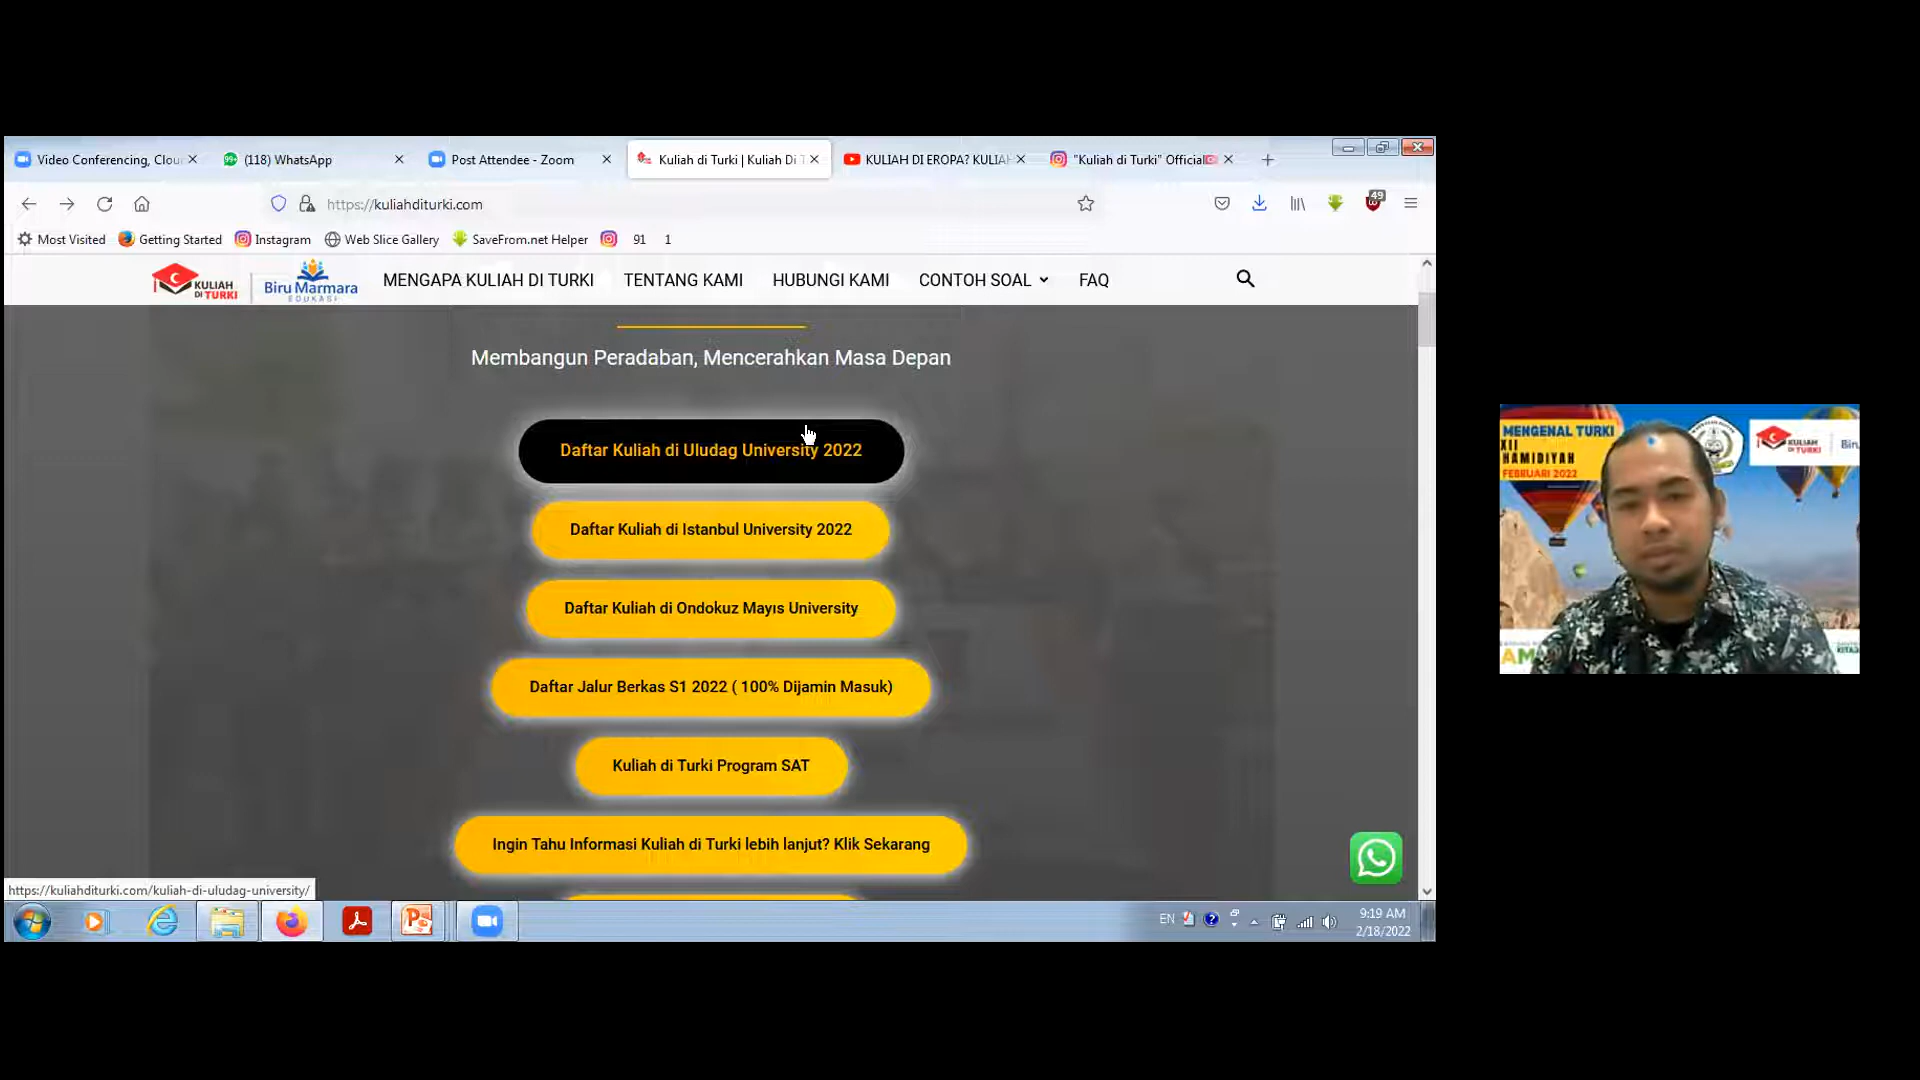 Video Conferencing, Clou
(118) WhatsApp
Post Attendee - Zoom
Kuliah di Turki | Kuliah Di T
KULIAH DI EROPA? KULIAH
"Kuliah di Turki" Official
https://kuliahditurki.com
49
Most Visited
Getting Started
Instagram
Web Slice Gallery
SaveFrom.net Helper
91
1
KULIAH
DI TURKI
Biru Marmara
EDUKASI
MENGAPA KULIAH DI TURKI
TENTANG KAMI
HUBUNGI KAMI
CONTOH SOAL
FAQ
Membangun Peradaban, Mencerahkan Masa Depan
Daftar Kuliah di Uludag University 2022
Daftar Kuliah di Istanbul University 2022
Daftar Kuliah di Ondokuz Mayıs University
Daftar Jalur Berkas S1 2022 ( 100% Dijamin Masuk)
Kuliah di Turki Program SAT
Ingin Tahu Informasi Kuliah di Turki lebih lanjut? Klik Sekarang
https://kuliahditurki.com/kuliah-di-uludag-university/
EN
9:19 AM
2/18/2022
MENGENAL TURKI
XII
HAMIDIYAH
FEBRUARI 2022
KULIAH
DI TURKI